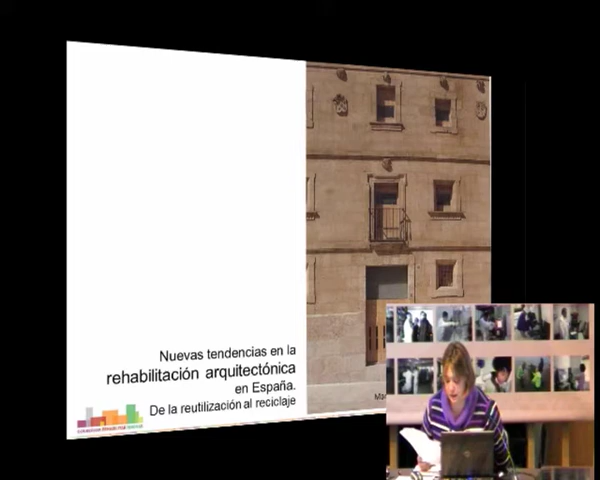 Nuevas tendencias en la
rehabilitación arquitectónica
en España.
De la reutilización al reciclaje